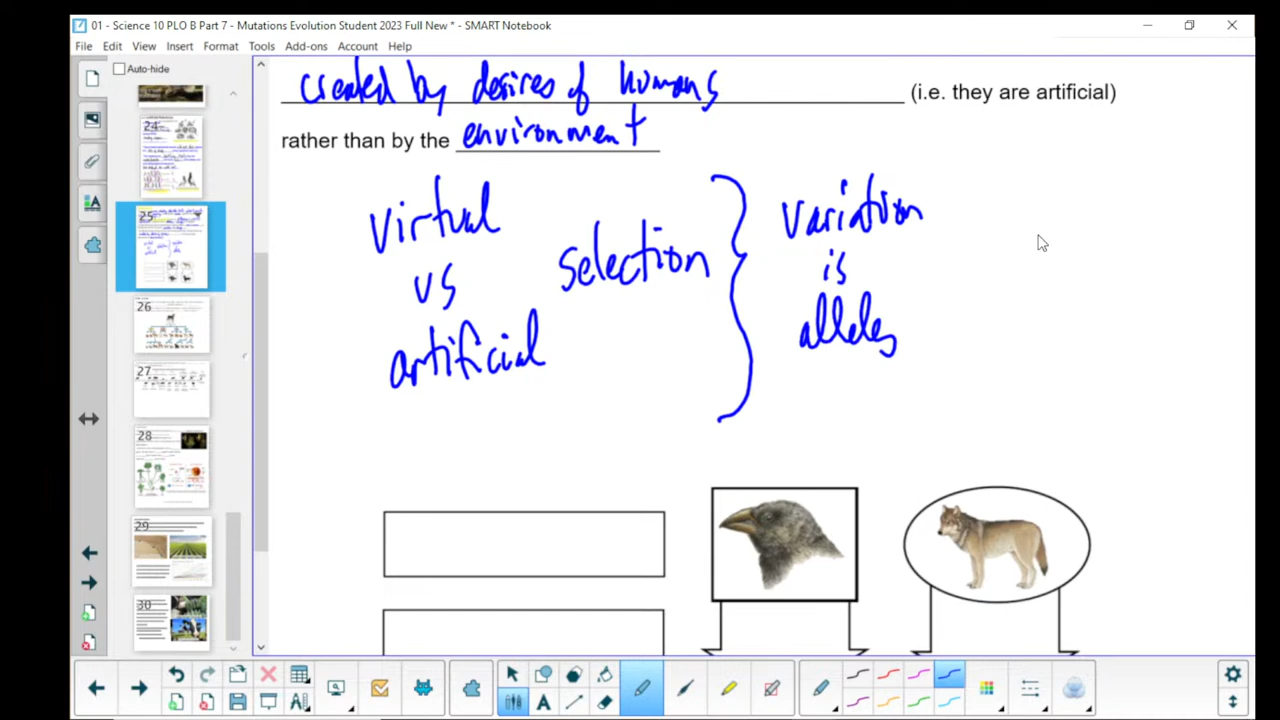 01 - Science 10 PLO B Part 7 - Mutations Evolution Student 2023 Full New * - SMART Notebook
File Edit View Insert Format Tools Add-ons Account Help
Auto-hide
created by desires of humans (i.e. they are artificial)
rather than by the environment
virtual
vs
artificial
selection
variation
is
alleles
24
25
26
27
28
29
30